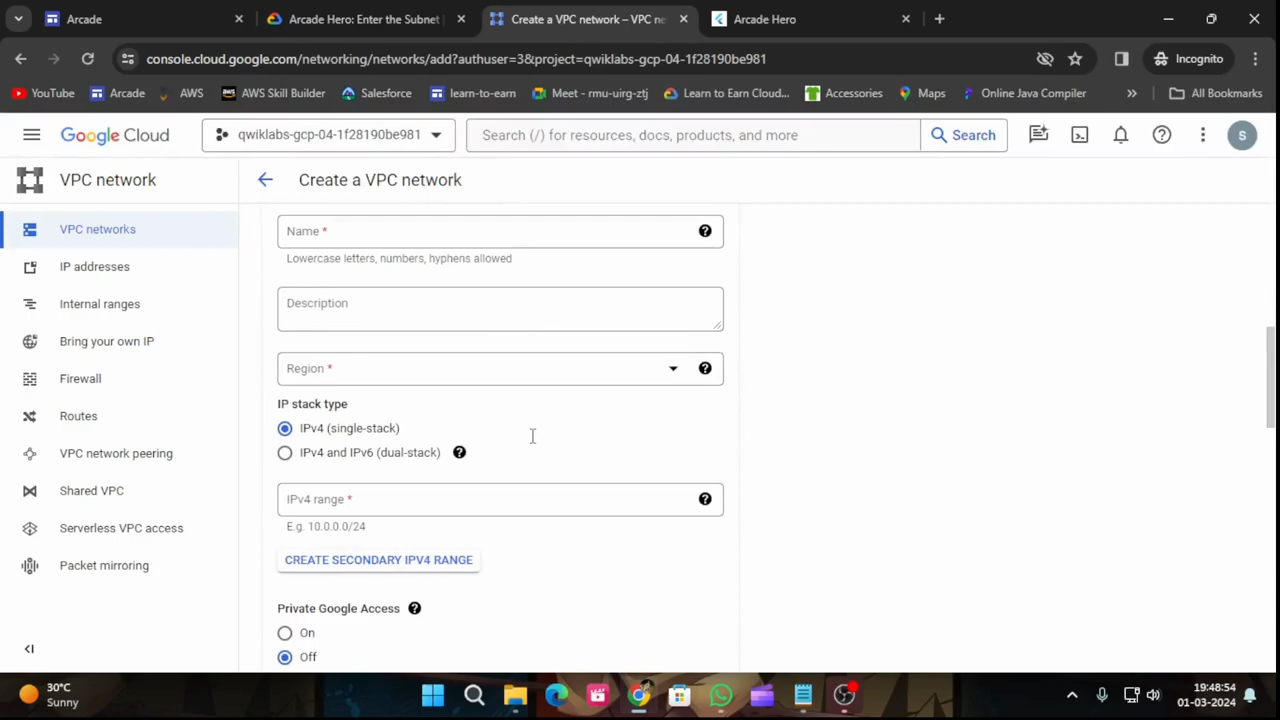 Arcade
Arcade Hero: Enter the Subnet
Create a VPC network – VPC ne
Arcade Hero
console.cloud.google.com/networking/networks/add?authuser=3&project=qwiklabs-gcp-04-1f28190be981
Incognito
YouTube
Arcade
AWS
AWS Skill Builder
Salesforce
learn-to-earn
Meet - rmu-uirg-ztj
Learn to Earn Cloud...
Accessories
Maps
Online Java Compiler
»
All Bookmarks
Google Cloud
qwiklabs-gcp-04-1f28190be981
Search (/) for resources, docs, products, and more
Search
S
VPC network
Create a VPC network
VPC networks
IP addresses
Internal ranges
Bring your own IP
Firewall
Routes
VPC network peering
Shared VPC
Serverless VPC access
Packet mirroring
Name *
Lowercase letters, numbers, hyphens allowed
Description
Region *
IP stack type
IPv4 (single-stack)
IPv4 and IPv6 (dual-stack)
IPv4 range *
E.g. 10.0.0.0/24
CREATE SECONDARY IPV4 RANGE
Private Google Access
On
Off
30°C
Sunny
19:48:54
01-03-2024